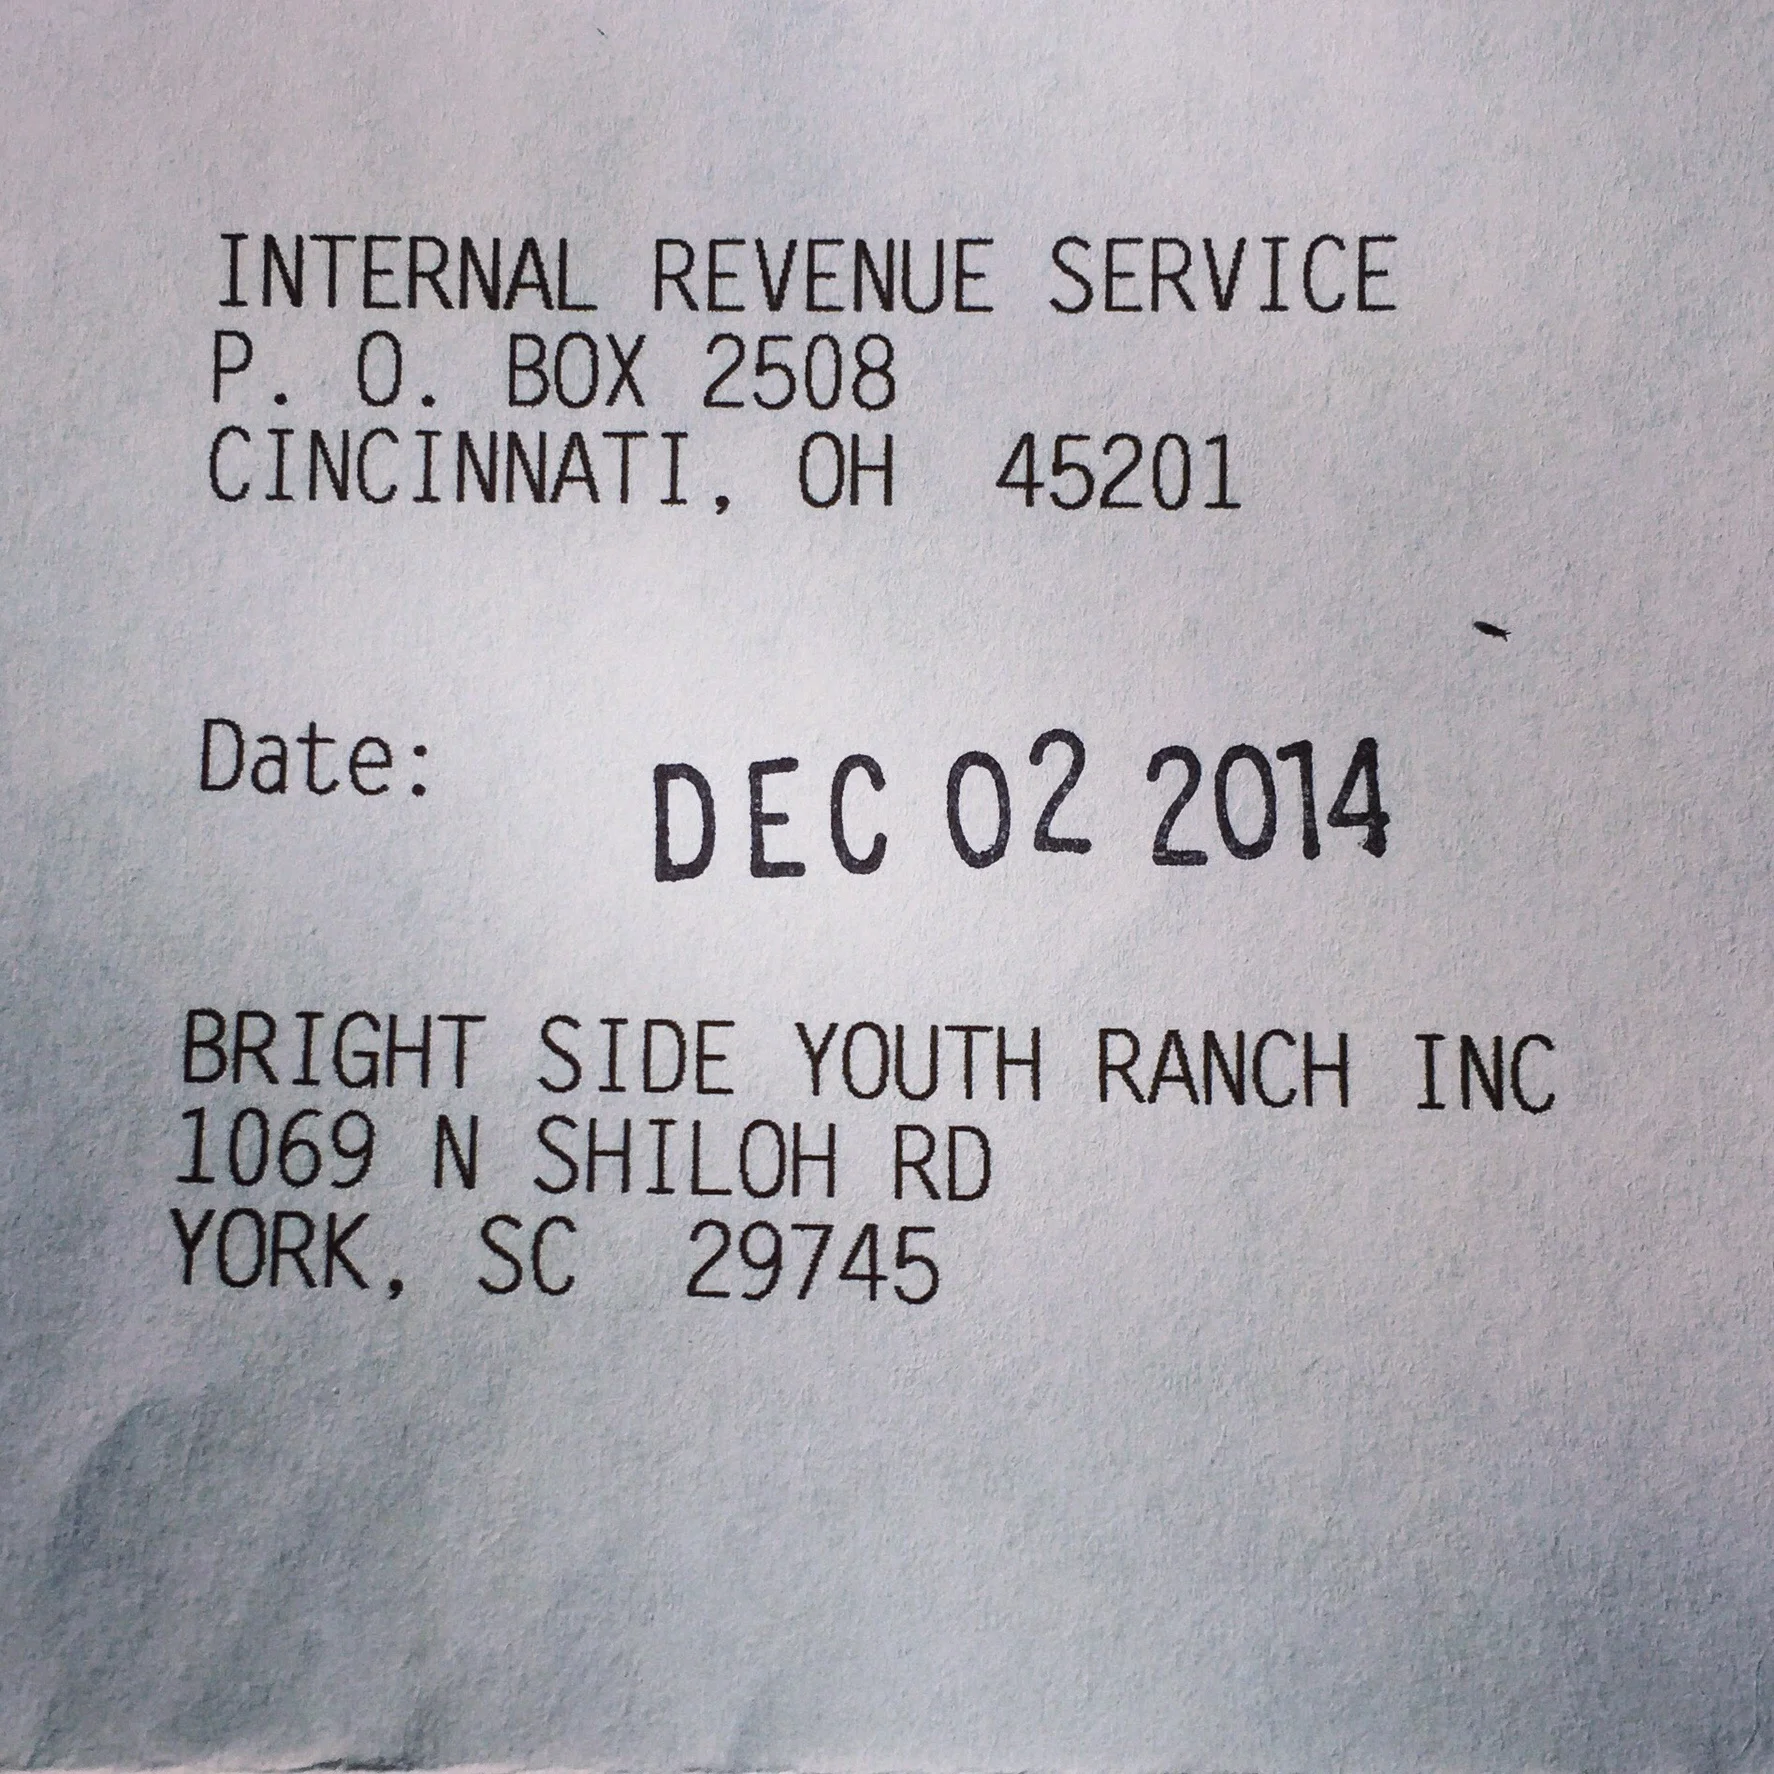 INTERNAL REVENUE SERVICE
P. O. BOX 2508
CINCINNATI, OH  45201
Date: DEC 02 2014
BRIGHT SIDE YOUTH RANCH INC
1069 N SHILOH RD
YORK, SC  29745